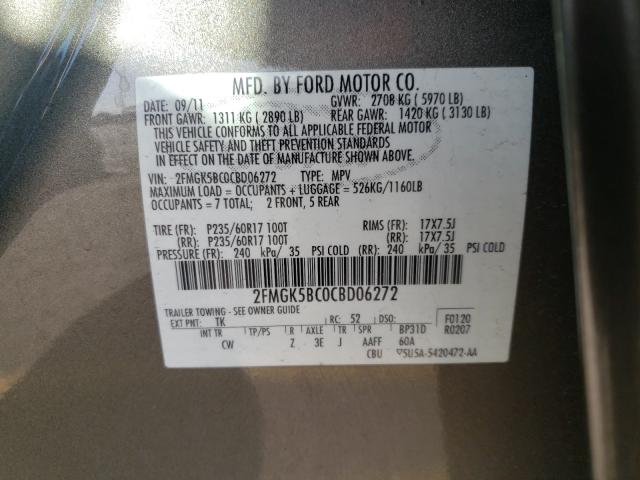 MFD. BY FORD MOTOR CO.
DATE: 09/11 GVWR: 2708 KG ( 5970 LB)
FRONT GAWR: 1311 KG ( 2890 LB) REAR GAWR: 1420 KG ( 3130 LB)
THIS VEHICLE CONFORMS TO ALL APPLICABLE FEDERAL MOTOR
VEHICLE SAFETY AND THEFT PREVENTION STANDARDS
IN EFFECT ON THE DATE OF MANUFACTURE SHOWN ABOVE.
VIN: 2FMGK5BC0CBD06272 TYPE: MPV
MAXIMUM LOAD = OCCUPANTS + LUGGAGE = 526KG/1160LB
OCCUPANTS = 7 TOTAL; 2 FRONT, 5 REAR
TIRE (FR): P235/60R17 100T RIMS (FR): 17X7.5J
(RR): P235/60R17 100T (RR): 17X7.5J
PRESSURE (FR): 240 kPa/ 35 PSI COLD (RR): 240 kPa/ 35 PSI COLD
2FMGK5BC0CBD06272
TRAILER TOWING - SEE OWNER GUIDE
EXT PNT: TK RC: 52 DSO: F0120
INT TR TP/PS R AXLE TR SPR BP31D R0207
CW Z 3E J AAFF 60A
CBU ▽5U5A-5420472-AA